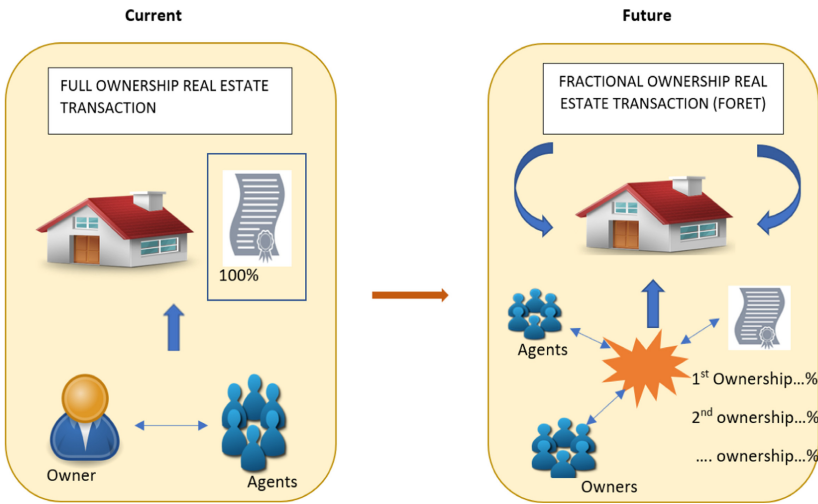 Current
FULL OWNERSHIP REAL ESTATE
TRANSACTION
100%
Owner
Agents
Future
FRACTIONAL OWNERSHIP REAL
ESTATE TRANSACTION (FORET)
Agents
1st Ownership...%
2nd ownership...%
.... ownership...%
Owners